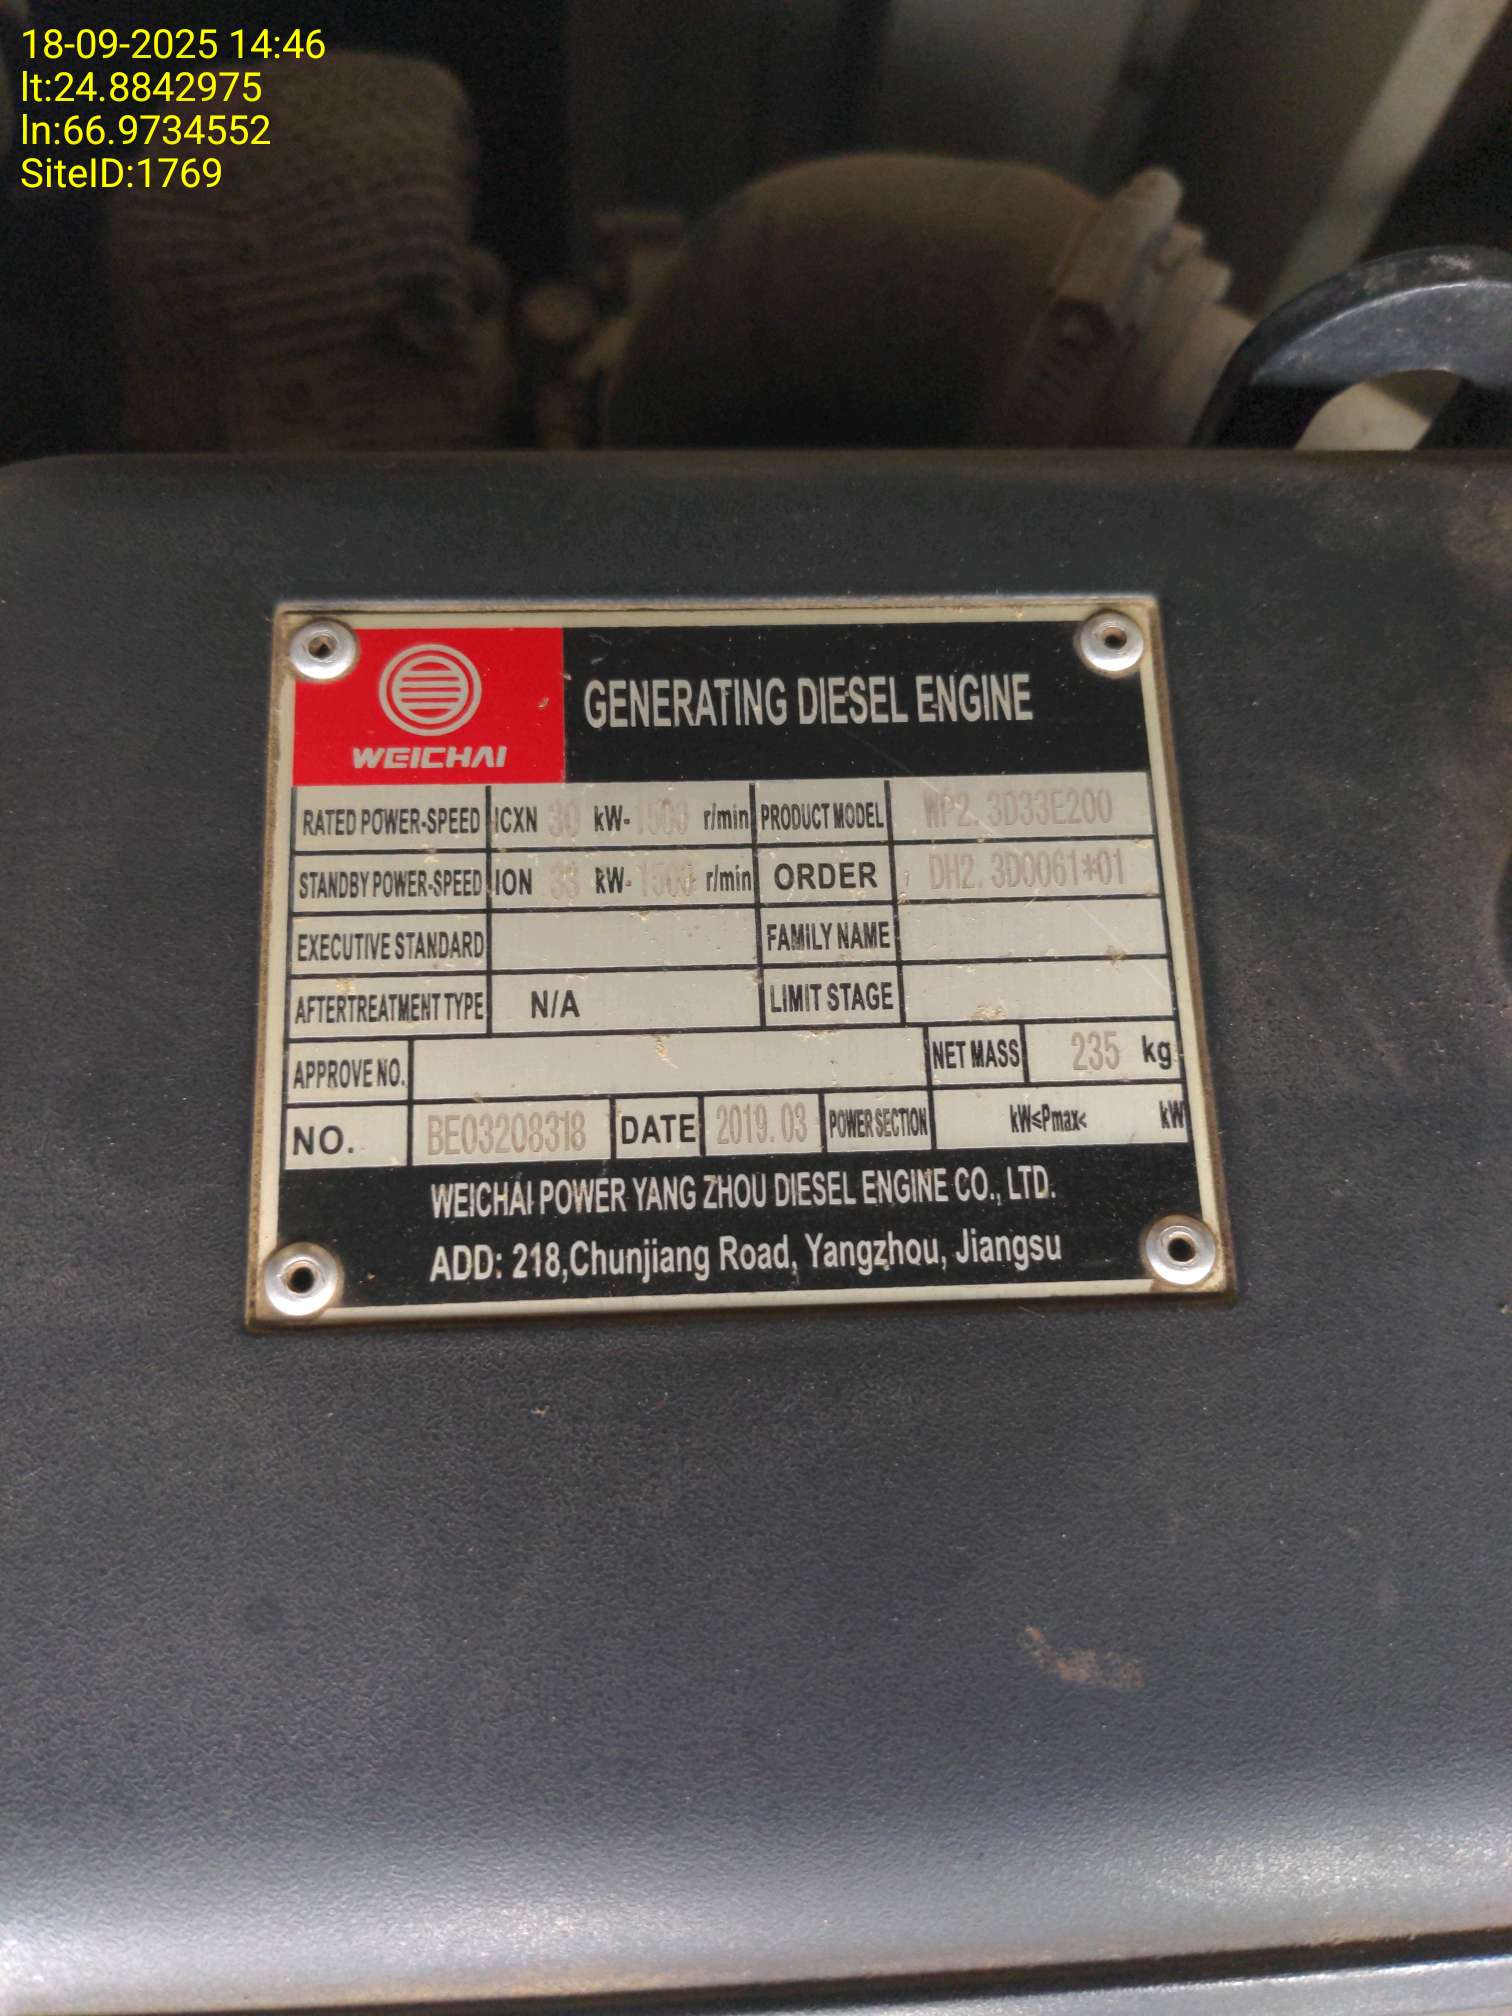 18-09-2025 14:46
lt:24.8842975
ln:66.9734552
SiteID:1769
WEICHAI
GENERATING DIESEL ENGINE
RATED POWER-SPEED ICXN 30 kW- 1500 r/min PRODUCT MODEL WP2.3D33E200
STANDBY POWER-SPEED ION 33 kW- 1500 r/min ORDER DH2.3D0061*01
EXECUTIVE STANDARD FAMILY NAME
AFTERTREATMENT TYPE N/A LIMIT STAGE
APPROVE NO. NET MASS 235 kg
NO. BE03208318 DATE 2019.03 POWER SECTION kW≤Pmax< kW
WEICHAI POWER YANG ZHOU DIESEL ENGINE CO., LTD.
ADD: 218,Chunjiang Road, Yangzhou, Jiangsu